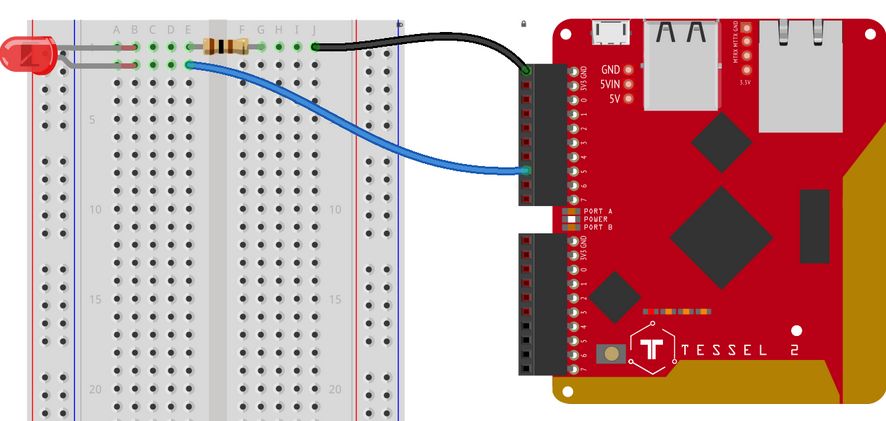 A B C D E F G H I J
1
5
10 10
15 15
20 20
GND
5VIN
5V
MTRX MTTX GND
3.3V
3V3 GND
0
1
2
3
4
5
6
7
PORT A
POWER
PORT B
3V3 GND
0
1
2
3
4
5
6
7
TESSEL 2